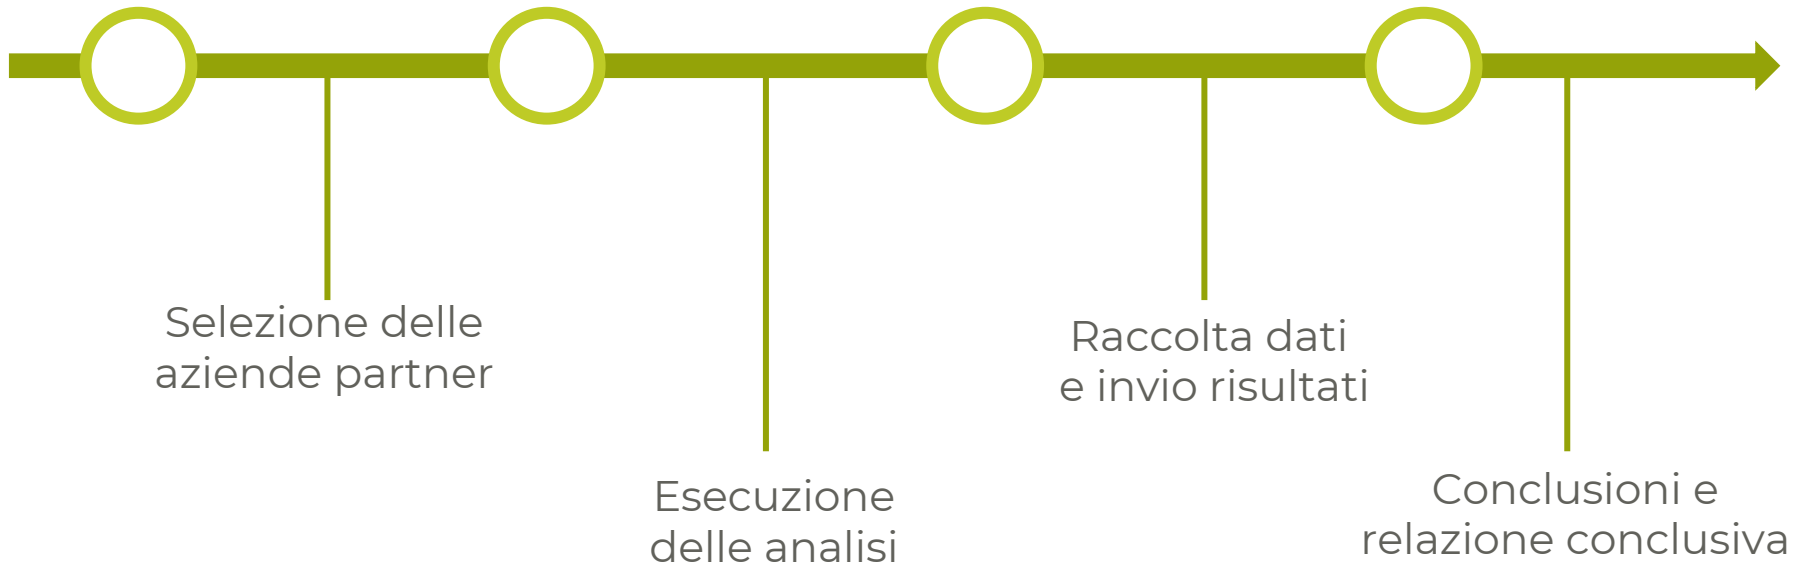 Selezione delle
aziende partner
Esecuzione
delle analisi
Raccolta dati
e invio risultati
Conclusioni e
relazione conclusiva